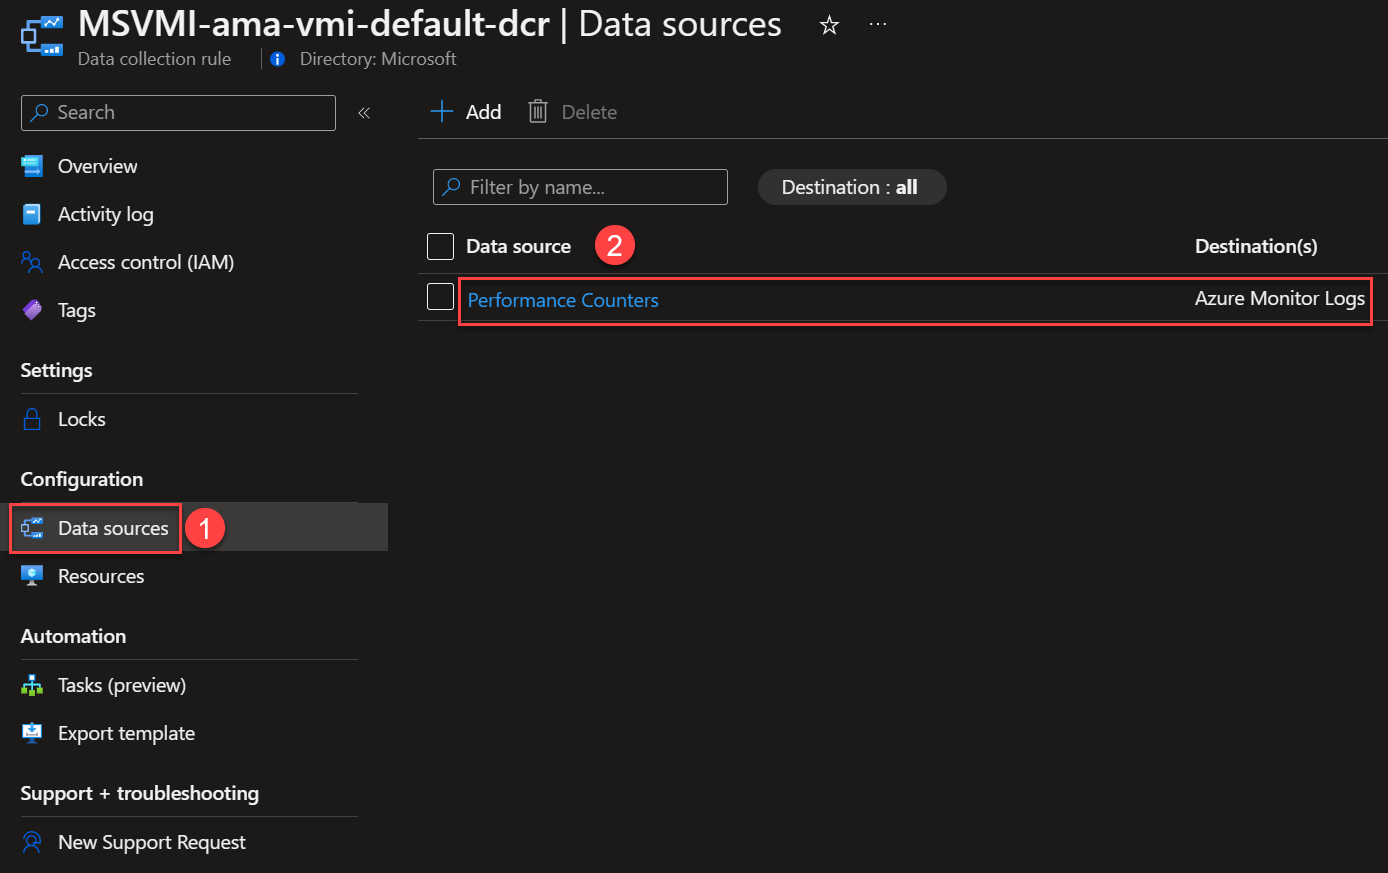 MSVMI-ama-vmi-default-dcr | Data sources
Data collection rule
Directory: Microsoft
Search
Overview
Activity log
Access control (IAM)
Tags
Settings
Locks
Configuration
Data sources 1
Resources
Automation
Tasks (preview)
Export template
Support + troubleshooting
New Support Request
Add
Delete
Filter by name...
Destination : all
Data source 2
Destination(s)
Performance Counters
Azure Monitor Logs